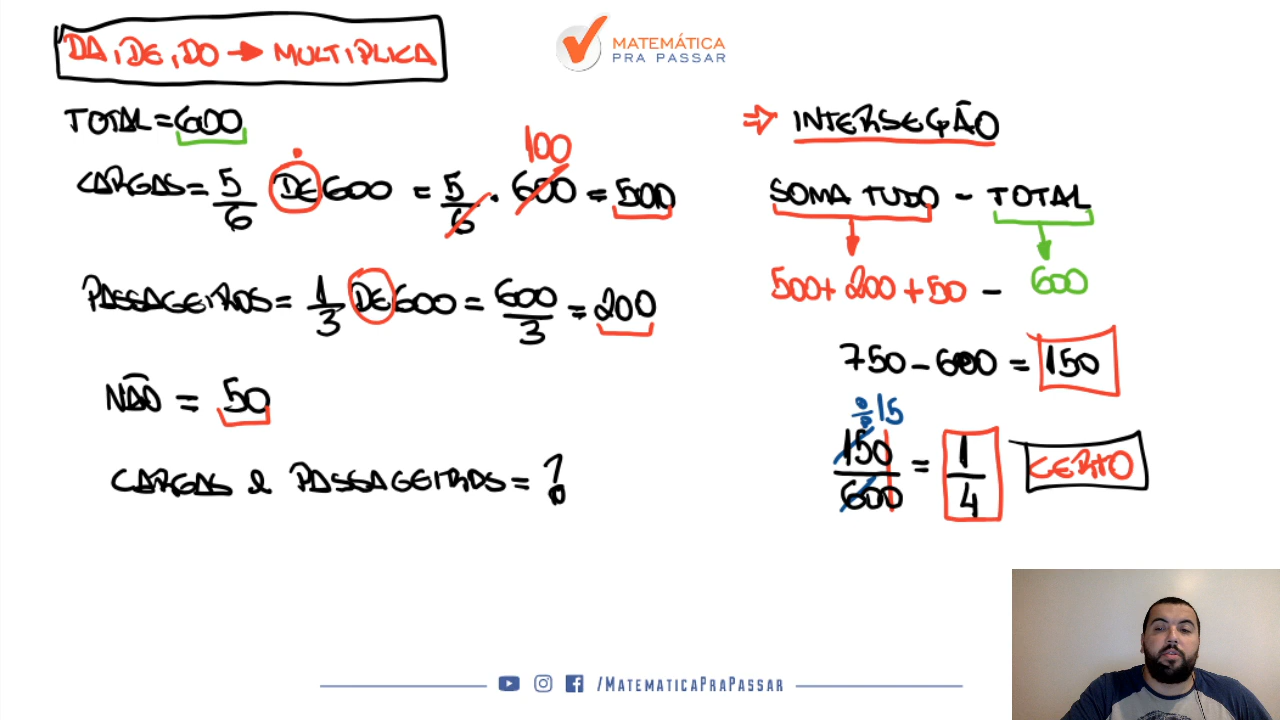 DA, DE, DO → MULTIPLICA
MATEMÁTICA
PRA PASSAR
TOTAL = 600
CARGAS = 5/6 DE 600 = 5/6 . 600 = 500
100
PASSAGEIROS = 1/3 DE 600 = 600/3 = 200
NÃO = 50
CARGAS & PASSAGEIROS = ?
⇒ INTERSEÇÃO
SOMA TUDO - TOTAL
500 + 200 + 50 - 600
750 - 600 = 150
÷15
150/600 = 1/4 CERTO
/MATEMATICAPRAPASSAR